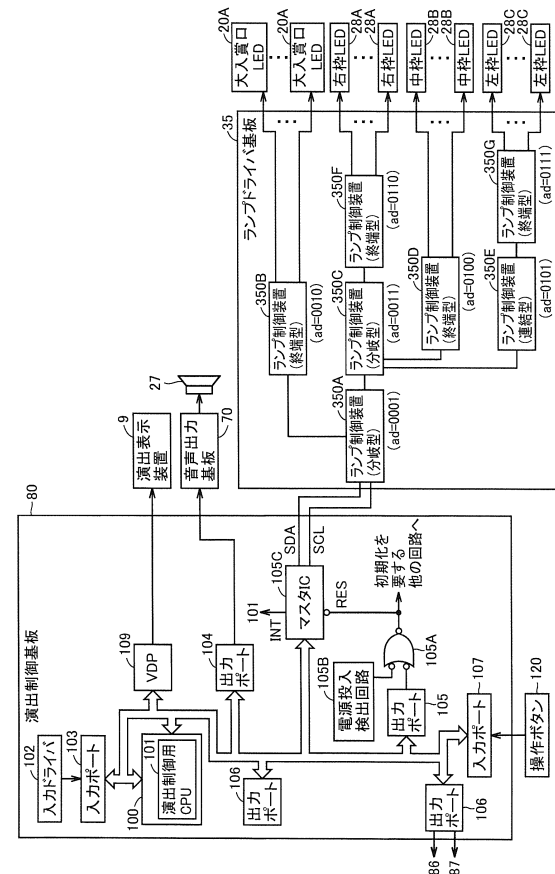 80
演出制御基板
102
入力ドライバ
103
入力ポート
100
101
演出制御用
CPU
109
VDP
104
出力ポート
106
出力ポート
101
INT
105C
マスタIC
SDA
SCL
RES
105B
電源投入
検出回路
105A
105
出力ポート
初期化を
要する
他の回路へ
107
入力ポート
120
操作ボタン
出力
ポート
106
86
87
9
演出表示
装置
27
音声出力
基板
70
35
ランプドライバ基板
350A
ランプ制御装置
(分岐型)
(ad=0001)
350B
ランプ制御装置
(終端型)
(ad=0010)
350C
ランプ制御装置
(分岐型)
(ad=0011)
350F
ランプ制御装置
(終端型)
(ad=0110)
350D
ランプ制御装置
(終端型)
(ad=0100)
350E
ランプ制御装置
(連結型)
(ad=0101)
350G
ランプ制御装置
(終端型)
(ad=0111)
20A
大入賞口
LED
20A
大入賞口
LED
28A
右枠LED
28A
右枠LED
28B
中枠LED
28B
中枠LED
28C
左枠LED
28C
左枠LED